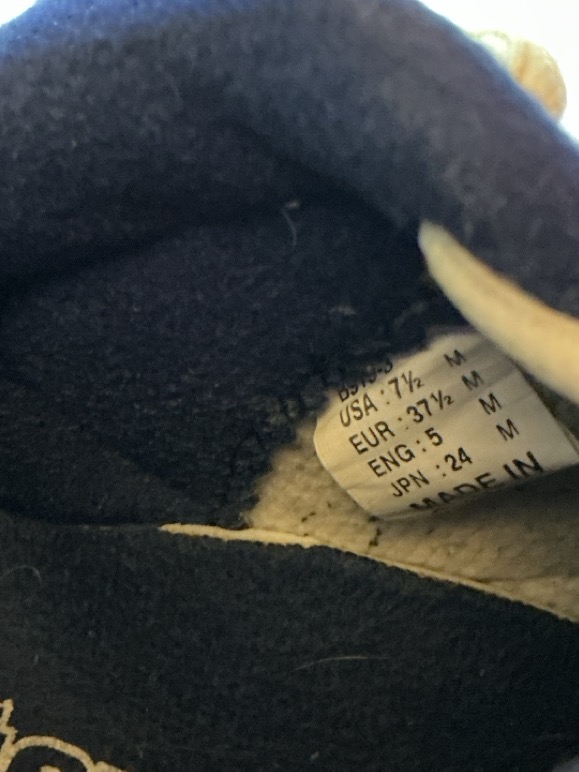 USA : 7½ M
EUR : 37½ M
ENG : 5 M
JPN : 24 M
MADE IN